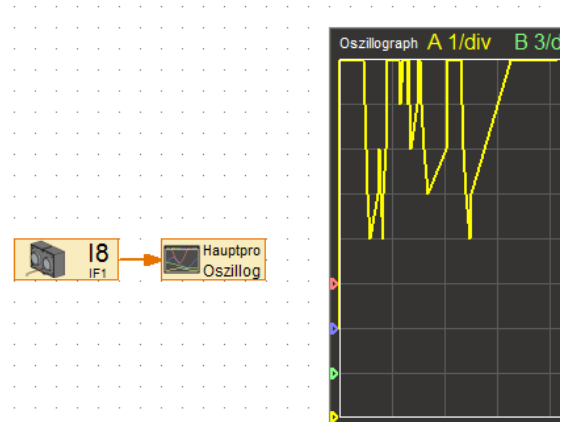 Oszillograph A 1/div B 3/d
I8
IF1
Hauptpro
Oszillog